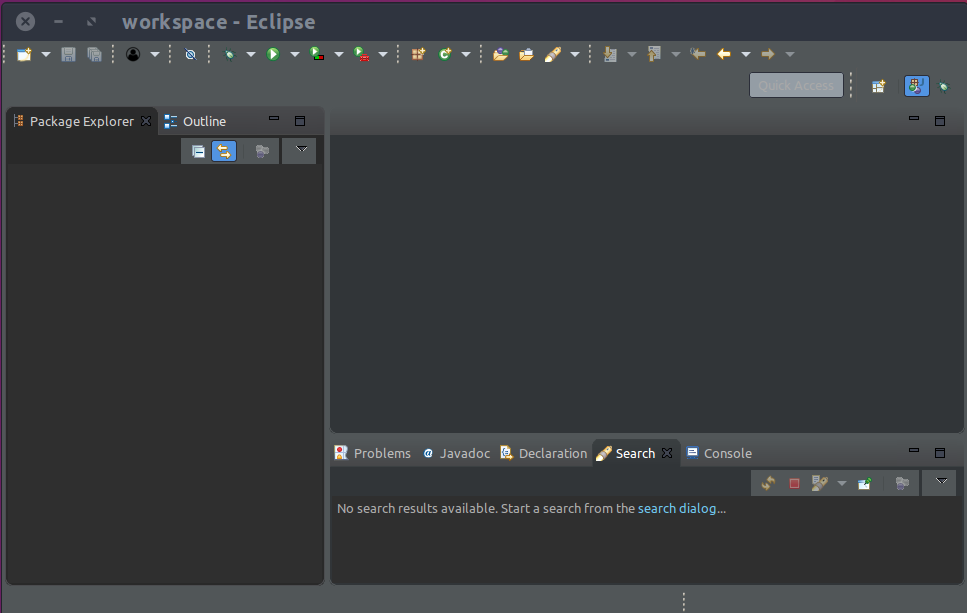 workspace - Eclipse
Quick Access
Package Explorer Outline
Problems Javadoc Declaration Search Console
No search results available. Start a search from the search dialog...